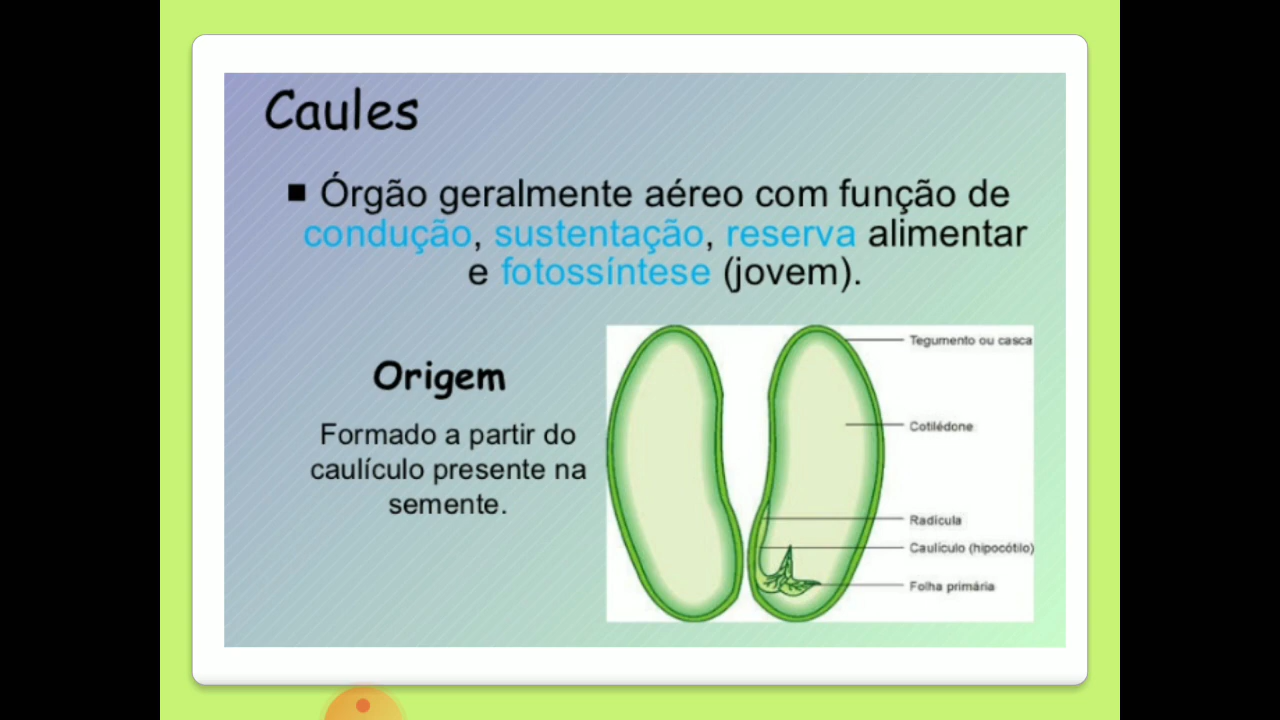 Caules
■ Órgão geralmente aéreo com função de
condução, sustentação, reserva alimentar
e fotossíntese (jovem).
Origem
Formado a partir do
caulículo presente na
semente.
Tegumento ou casca
Cotilédone
Radícula
Caulículo (hipocótilo)
Folha primária